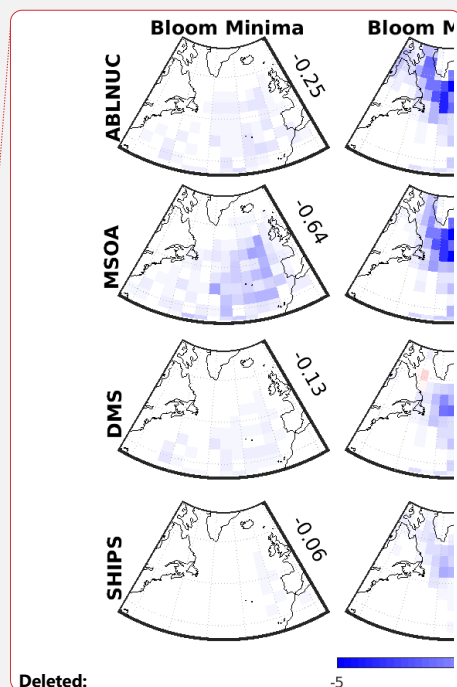 Bloom Minima
Bloom M
ABLNUC
-0.25
MSOA
-0.64
DMS
-0.13
SHIPS
-0.06
Deleted:
-5